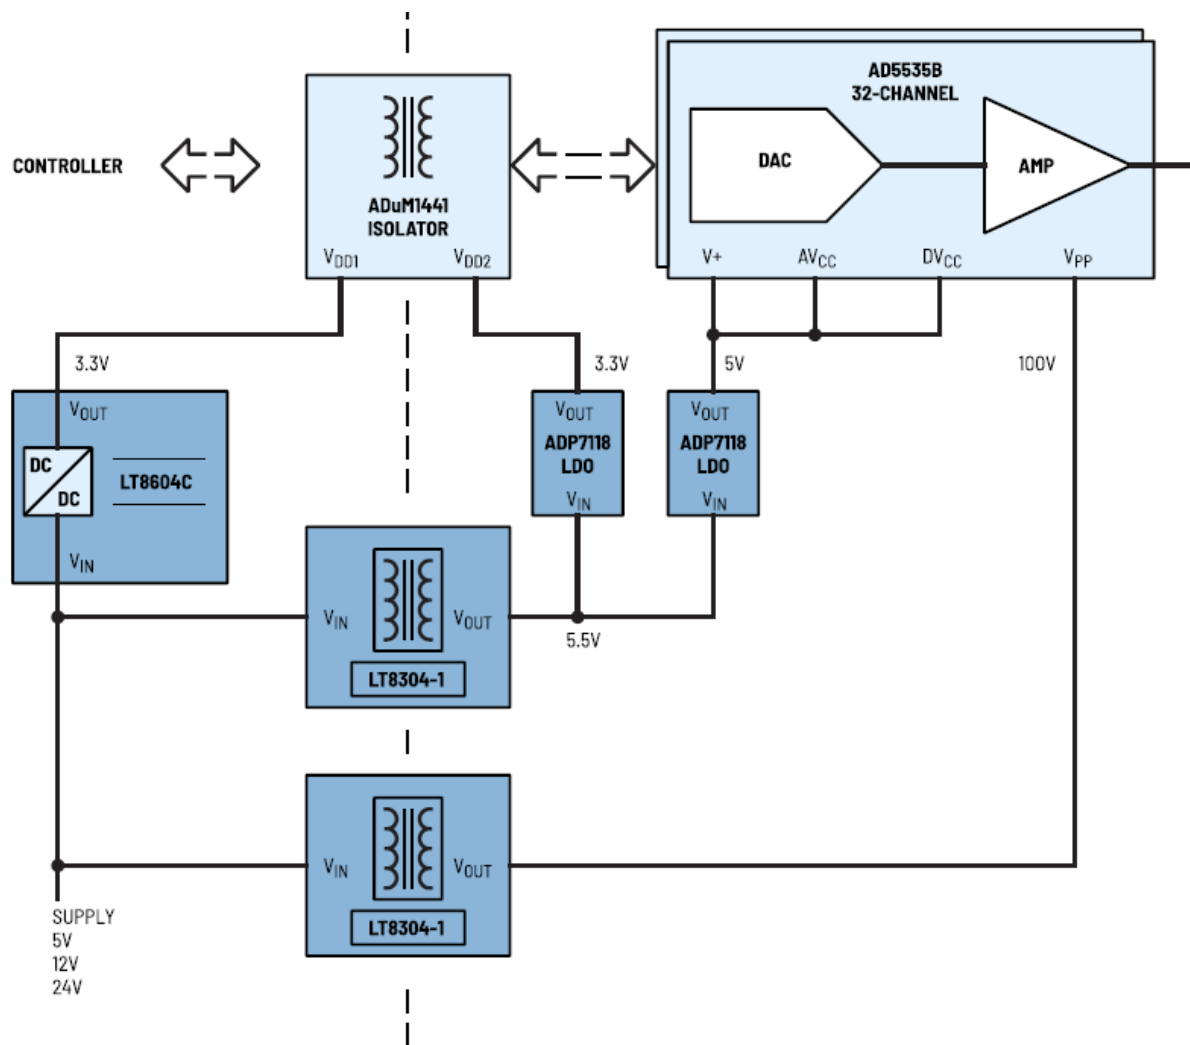 AD5535B
32-CHANNEL
CONTROLLER
DAC
AMP
ADuM1441
ISOLATOR
VDD1
VDD2
V+
AVCC
DVCC
VPP
3.3V
3.3V
5V
100V
VOUT
VOUT
VOUT
ADP7118
LDO
ADP7118
LDO
DC
DC
LT8604C
VIN
VIN
VIN
VIN
VOUT
5.5V
LT8304-1
VIN
VOUT
LT8304-1
SUPPLY
5V
12V
24V